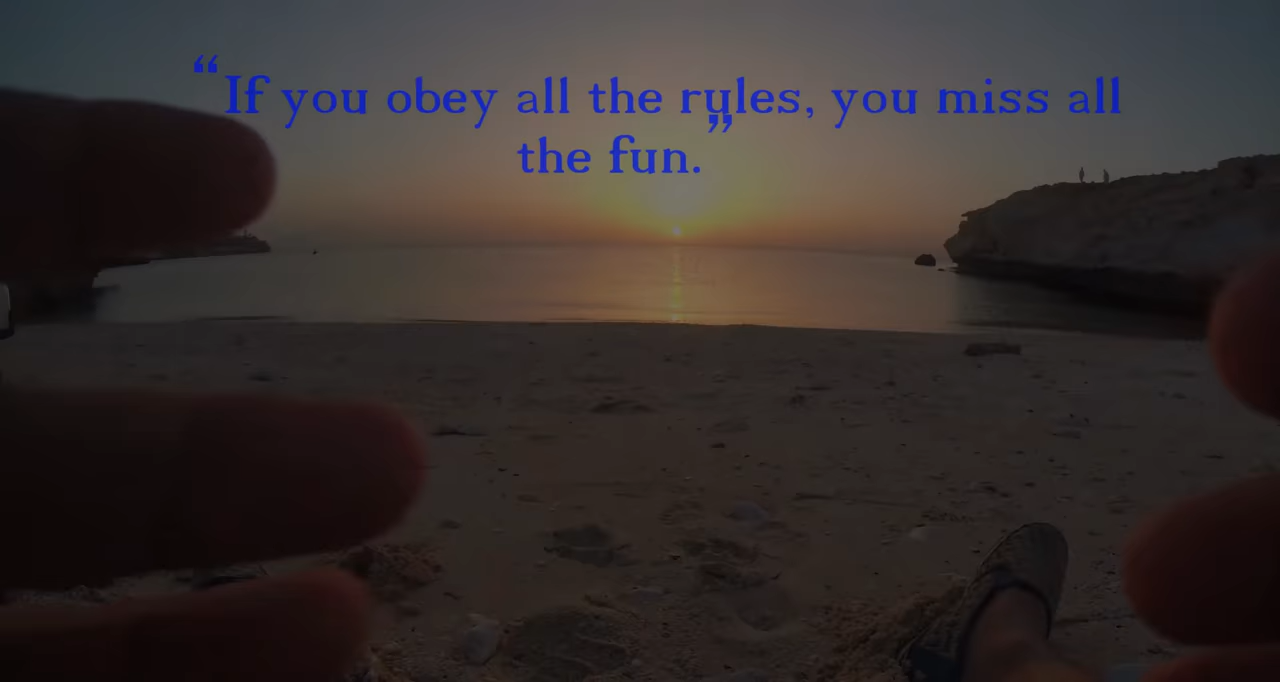 “If you obey all the rules, you miss all
the fun.”